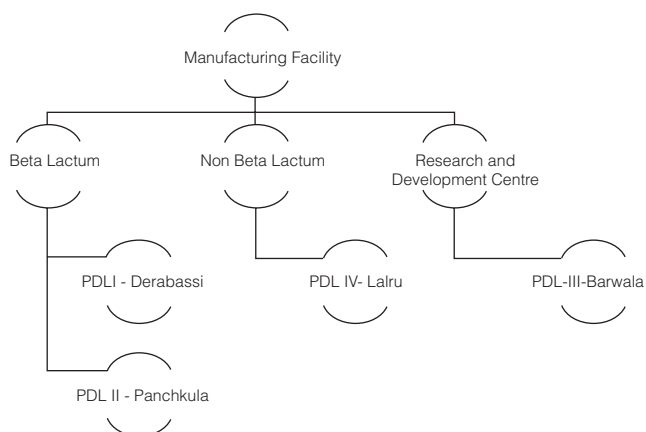 Manufacturing Facility
Beta Lactum
Non Beta Lactum
Research and
Development Centre
PDLI - Derabassi
PDL IV- Lalru
PDL-III-Barwala
PDL II - Panchkula